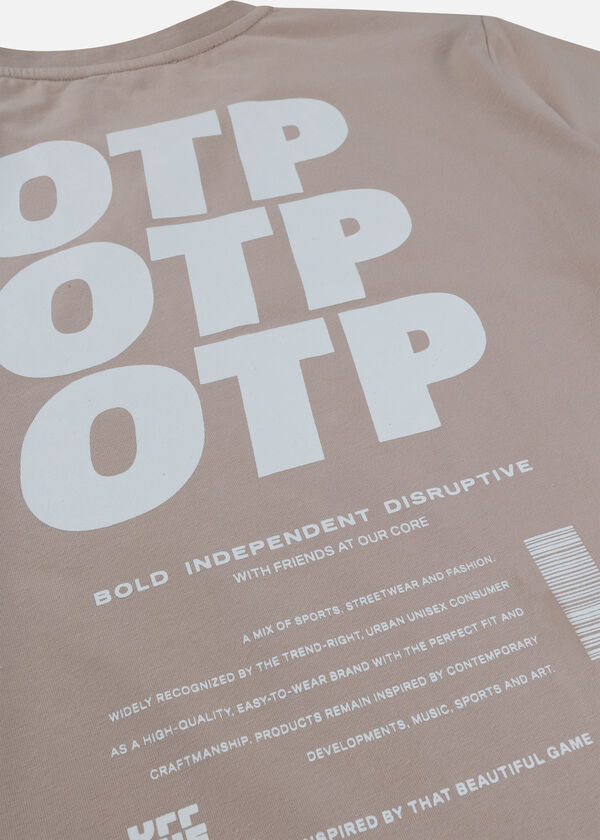 OTP
OTP
OTP
BOLD INDEPENDENT DISRUPTIVE
WITH FRIENDS AT OUR CORE
A MIX OF SPORTS, STREETWEAR AND FASHION.
WIDELY RECOGNIZED BY THE TREND-RIGHT, URBAN UNISEX CONSUMER
AS A HIGH-QUALITY, EASY-TO-WEAR BRAND WITH THE PERFECT FIT AND
CRAFTMANSHIP. PRODUCTS REMAIN INSPIRED BY CONTEMPORARY
DEVELOPMENTS, MUSIC, SPORTS AND ART.
INSPIRED BY THAT BEAUTIFUL GAME